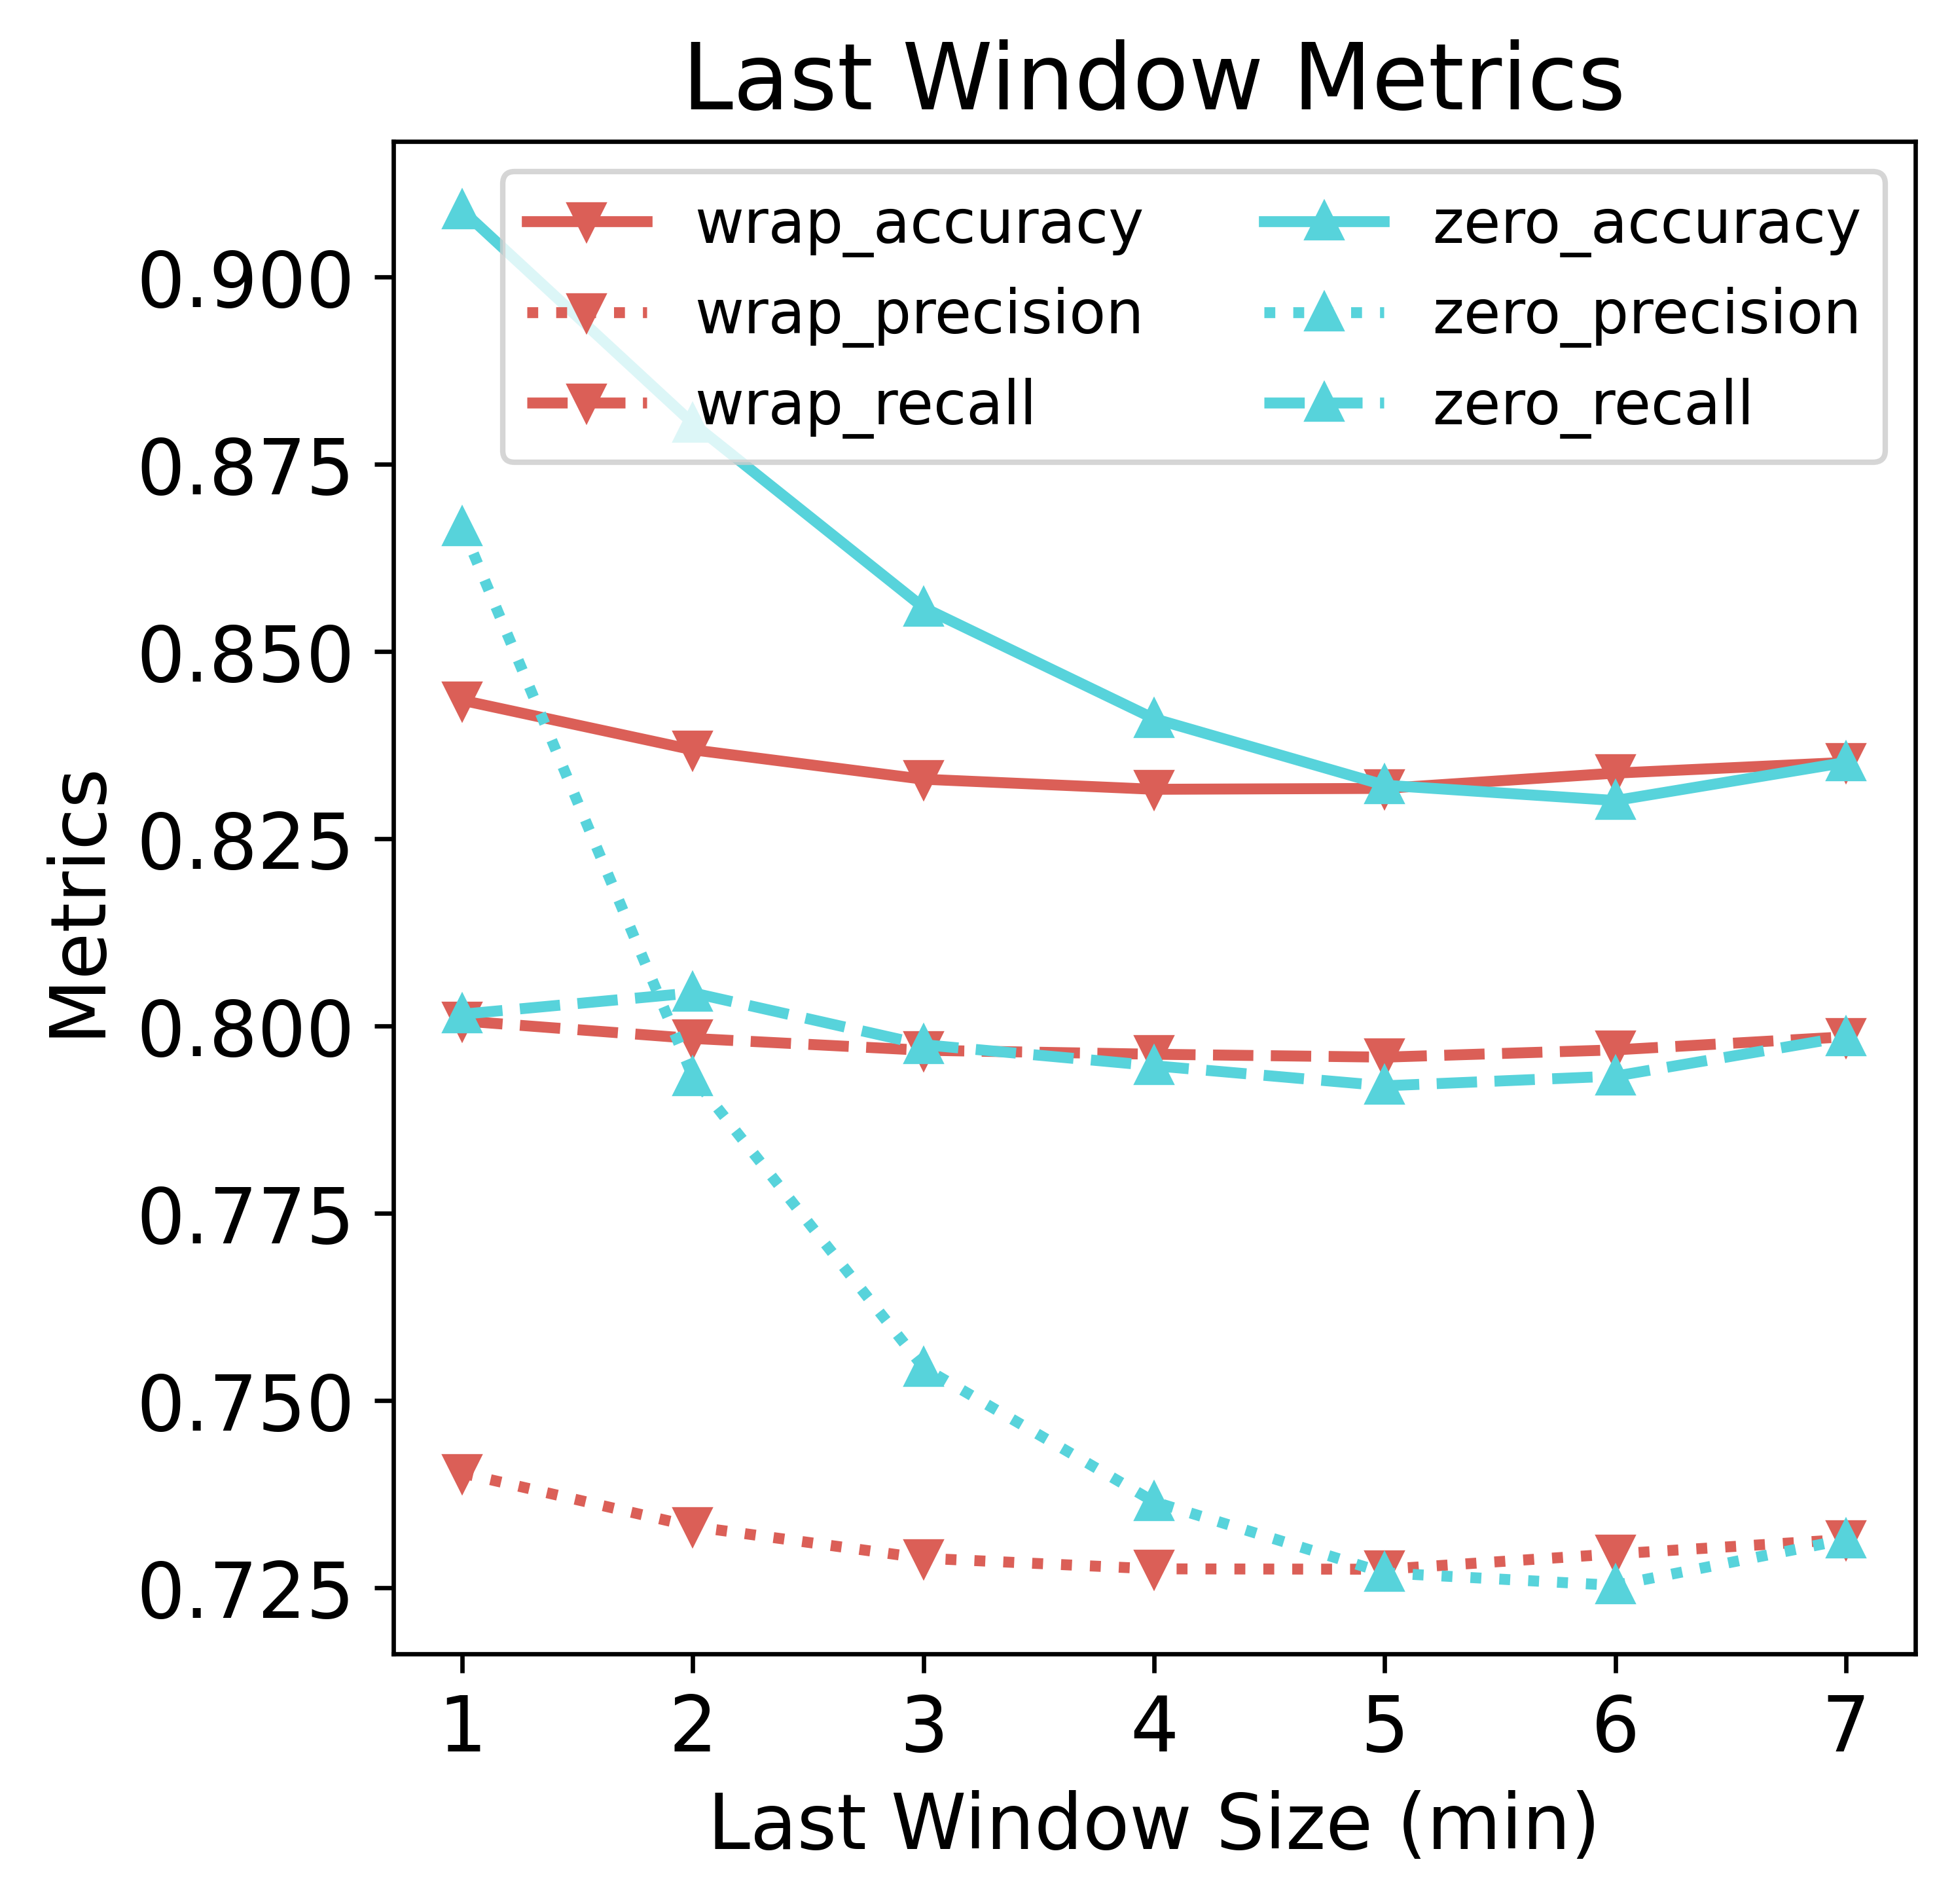 Last Window Metrics
wrap_accuracy
wrap_precision
wrap_recall
zero_accuracy
zero_precision
zero_recall
Metrics
0.900
0.875
0.850
0.825
0.800
0.775
0.750
0.725
1 2 3 4 5 6 7
Last Window Size (min)